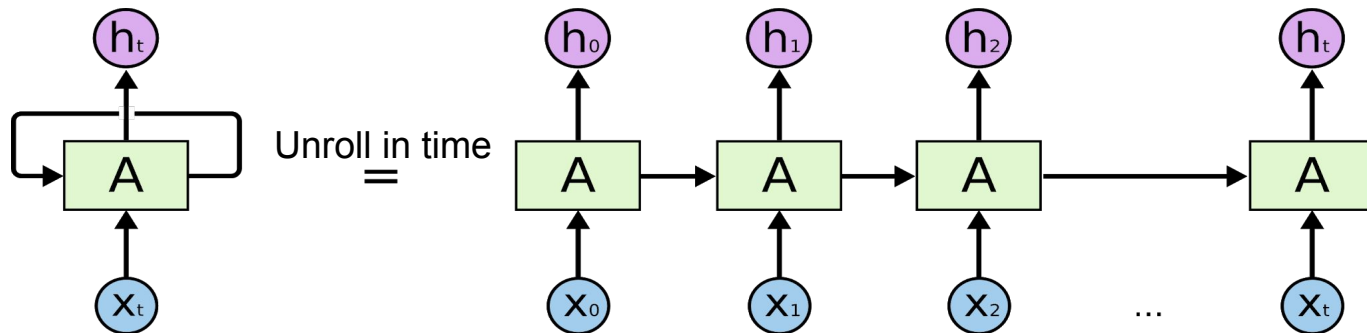 hₜ h₀ h₁ h₂ hₜ
Unroll in time
=
A A A A A
xₜ x₀ x₁ x₂ ... xₜ